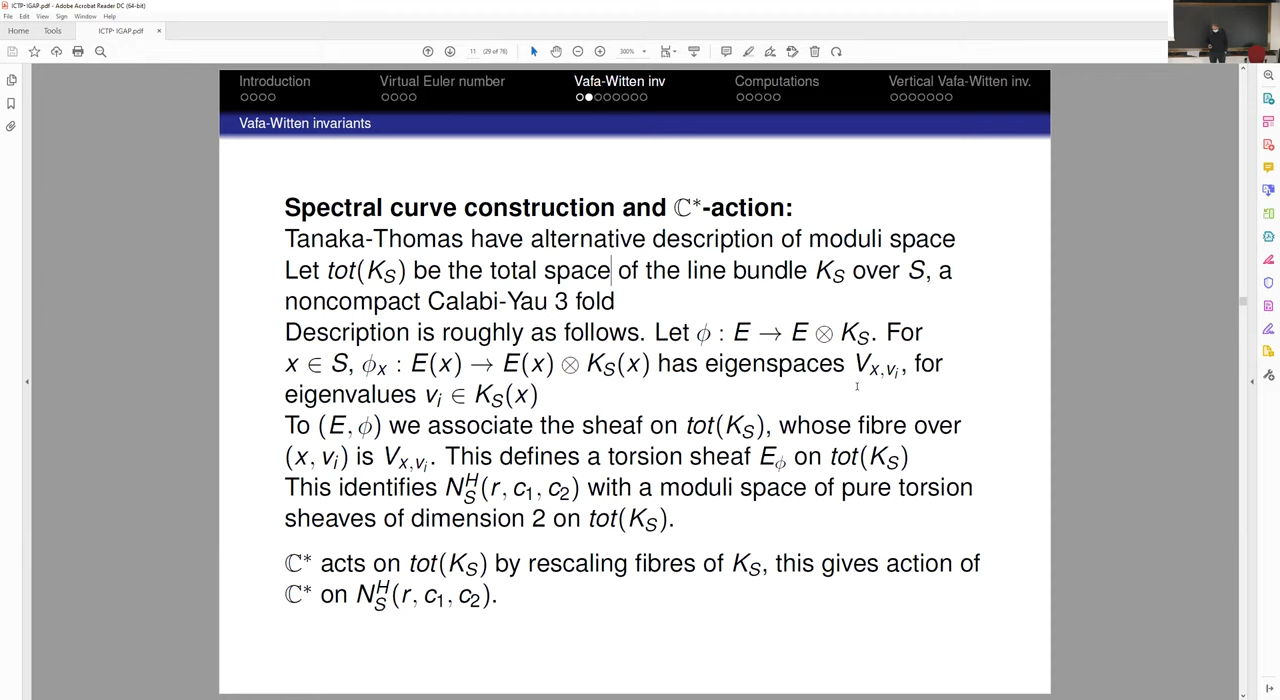 ICTP-IGAP.pdf - Adobe Acrobat Reader DC (64-bit)
File Edit View Sign Window Help
Home Tools ICTP-IGAP.pdf ×
11 (29 of 76) 300%
Introduction Virtual Euler number Vafa-Witten inv Computations Vertical Vafa-Witten inv.
Vafa-Witten invariants
Spectral curve construction and ℂ*-action:
Tanaka-Thomas have alternative description of moduli space
Let tot(K_S) be the total space of the line bundle K_S over S, a
noncompact Calabi-Yau 3 fold
Description is roughly as follows. Let ϕ : E → E ⊗ K_S. For
x ∈ S, ϕ_x : E(x) → E(x) ⊗ K_S(x) has eigenspaces V_{x,v_i}, for
eigenvalues v_i ∈ K_S(x)
To (E, ϕ) we associate the sheaf on tot(K_S), whose fibre over
(x, v_i) is V_{x,v_i}. This defines a torsion sheaf E_ϕ on tot(K_S)
This identifies N_S^H(r, c_1, c_2) with a moduli space of pure torsion
sheaves of dimension 2 on tot(K_S).
ℂ* acts on tot(K_S) by rescaling fibres of K_S, this gives action of
ℂ* on N_S^H(r, c_1, c_2).